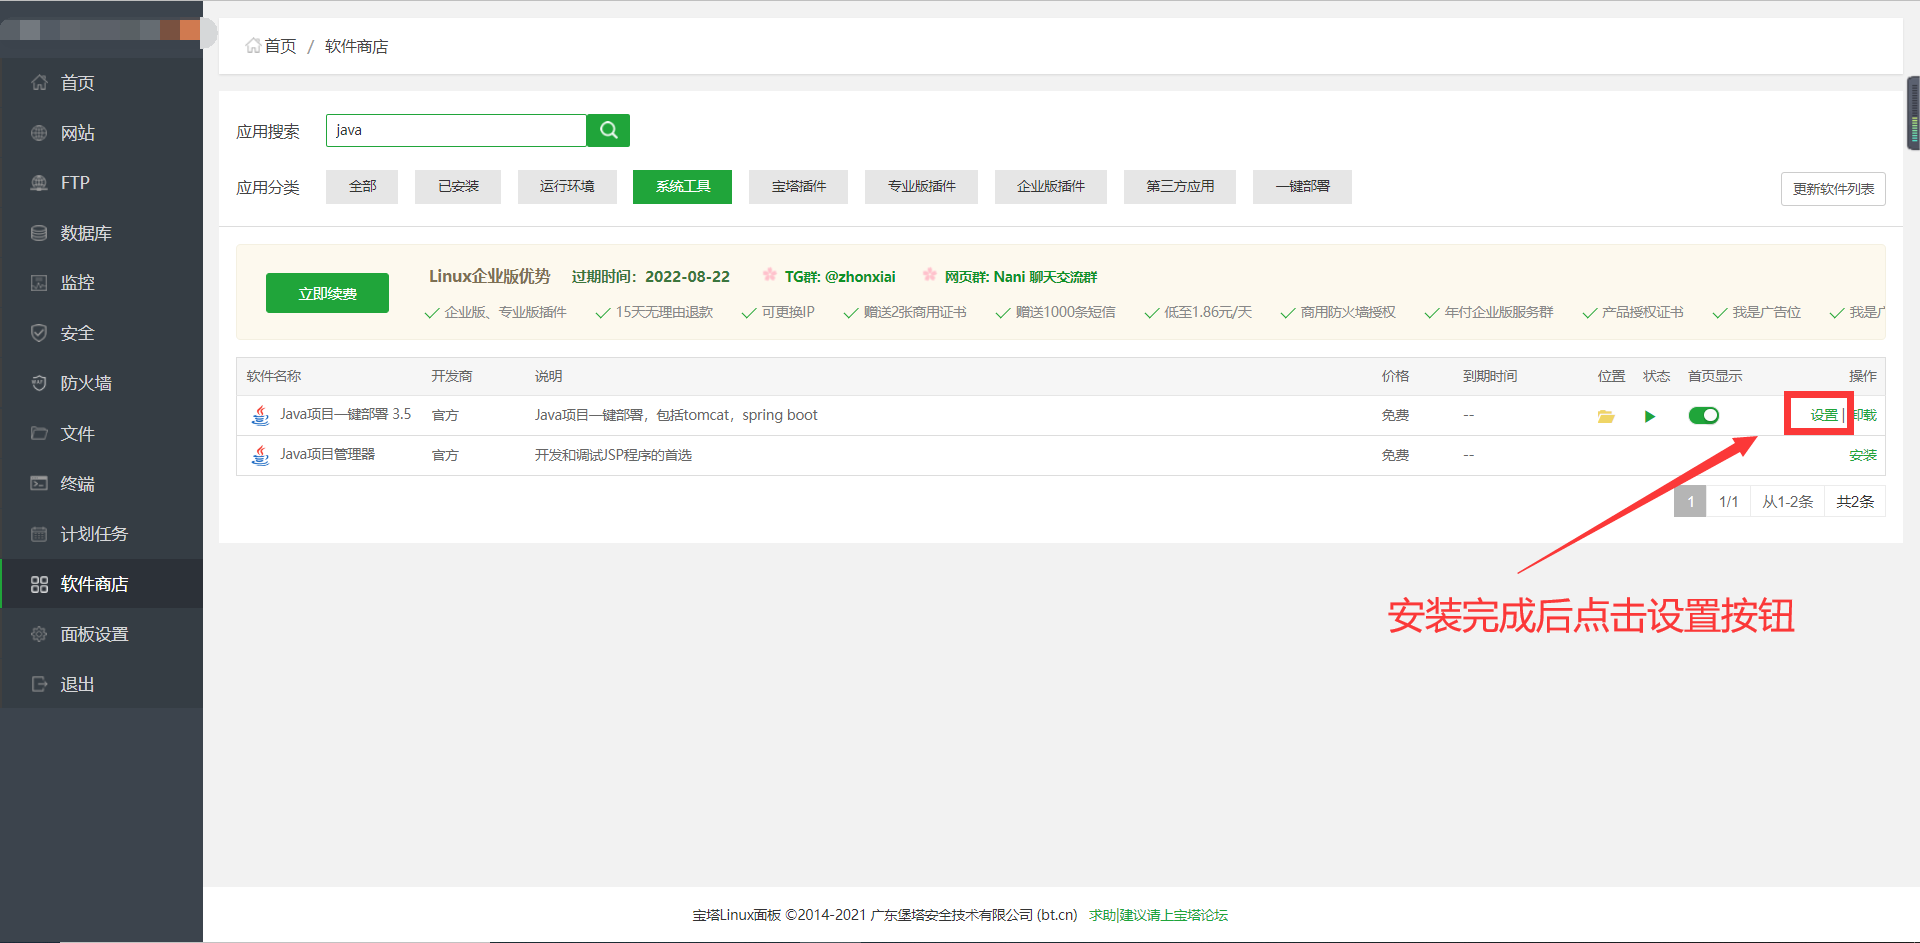 首页 / 软件商店
首页
网站
FTP
数据库
监控
安全
防火墙
文件
终端
计划任务
软件商店
面板设置
退出
应用搜索 java
应用分类 全部 已安装 运行环境 系统工具 宝塔插件 专业版插件 企业版插件 第三方应用 一键部署 更新软件列表
立即续费
Linux企业版优势 过期时间：2022-08-22 TG群: @zhonxiai 网页群: Nani 聊天交流群
企业版、专业版插件 15天无理由退款 可更换IP 赠送2张商用证书 赠送1000条短信 低至1.86元/天 商用防火墙授权 年付企业版服务群 产品授权证书 我是广告位 我是广
软件名称 开发商 说明 价格 到期时间 位置 状态 首页显示 操作
Java项目一键部署 3.5 官方 Java项目一键部署，包括tomcat，spring boot 免费 -- 设置 | 卸载
Java项目管理器 官方 开发和调试JSP程序的首选 免费 -- 安装
1 1/1 从1-2条 共2条
安装完成后点击设置按钮
宝塔Linux面板 ©2014-2021 广东堡塔安全技术有限公司 (bt.cn) 求助|建议请上宝塔论坛